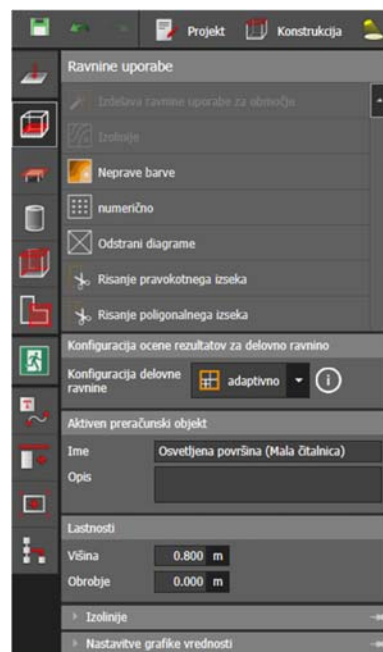 Projekt
Konstrukcija
Ravnine uporabe
Izdelava ravnine uporabe za območju
Izolinije
Neprave barve
numerično
Odstrani diagrame
Risanje pravokotnega izseka
Risanje poligonalnega izseka
Konfiguracija ocene rezultatov za delovno ravnino
Konfiguracija delovne ravnine
adaptivno
Aktiven preračunski objekt
Ime
Osvetljena površina (Mala čitalnica)
Opis
Lastnosti
Višina 0.800 m
Obrobje 0.000 m
Izolinije
Nastavitve grafike vrednosti